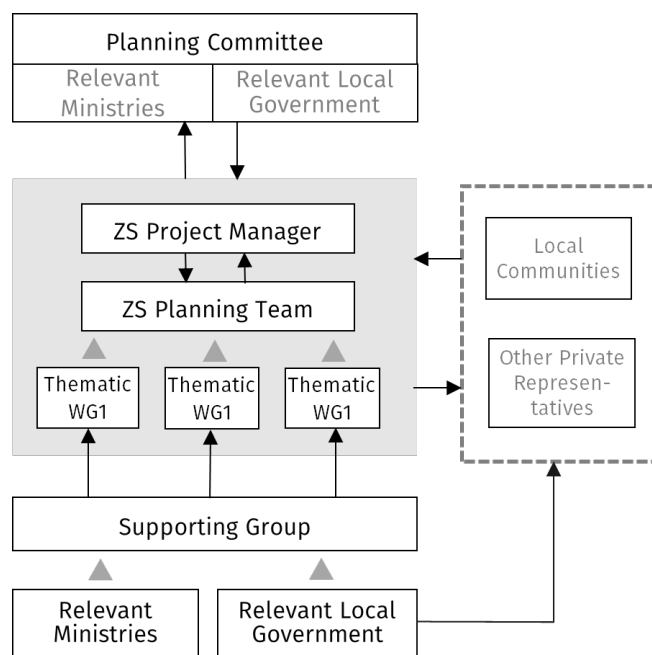 Planning Committee
Relevant
Ministries
Relevant Local
Government
ZS Project Manager
ZS Planning Team
Thematic
WG1
Thematic
WG1
Thematic
WG1
Local
Communities
Other Private
Represen-
tatives
Supporting Group
Relevant
Ministries
Relevant Local
Government